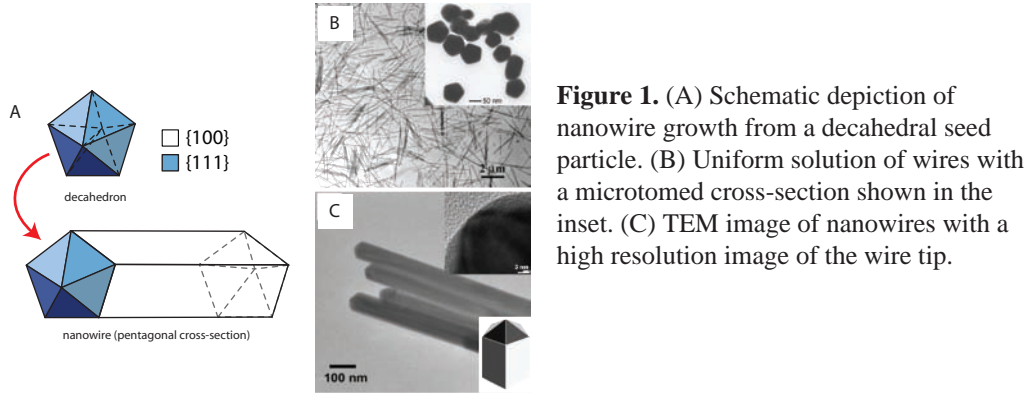 A
{100}
{111}
decahedron
nanowire (pentagonal cross-section)
B
50 nm
2 µm
C
2 nm
100 nm
Figure 1. (A) Schematic depiction of
nanowire growth from a decahedral seed
particle. (B) Uniform solution of wires with
a microtomed cross-section shown in the
inset. (C) TEM image of nanowires with a
high resolution image of the wire tip.